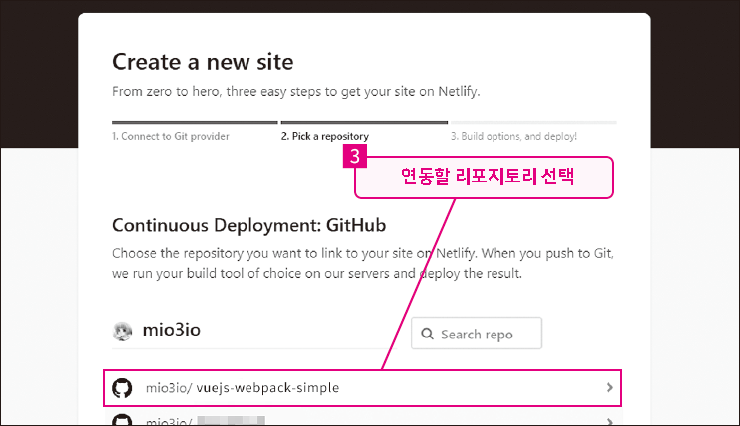 Create a new site
From zero to hero, three easy steps to get your site on Netlify.
1. Connect to Git provider
2. Pick a repository
3. Build options, and deploy!
3
연동할 리포지토리 선택
Continuous Deployment: GitHub
Choose the repository you want to link to your site on Netlify. When you push to Git,
we run your build tool of choice on our servers and deploy the result.
mio3io
Search repo
mio3io/ vuejs-webpack-simple
mio3io/